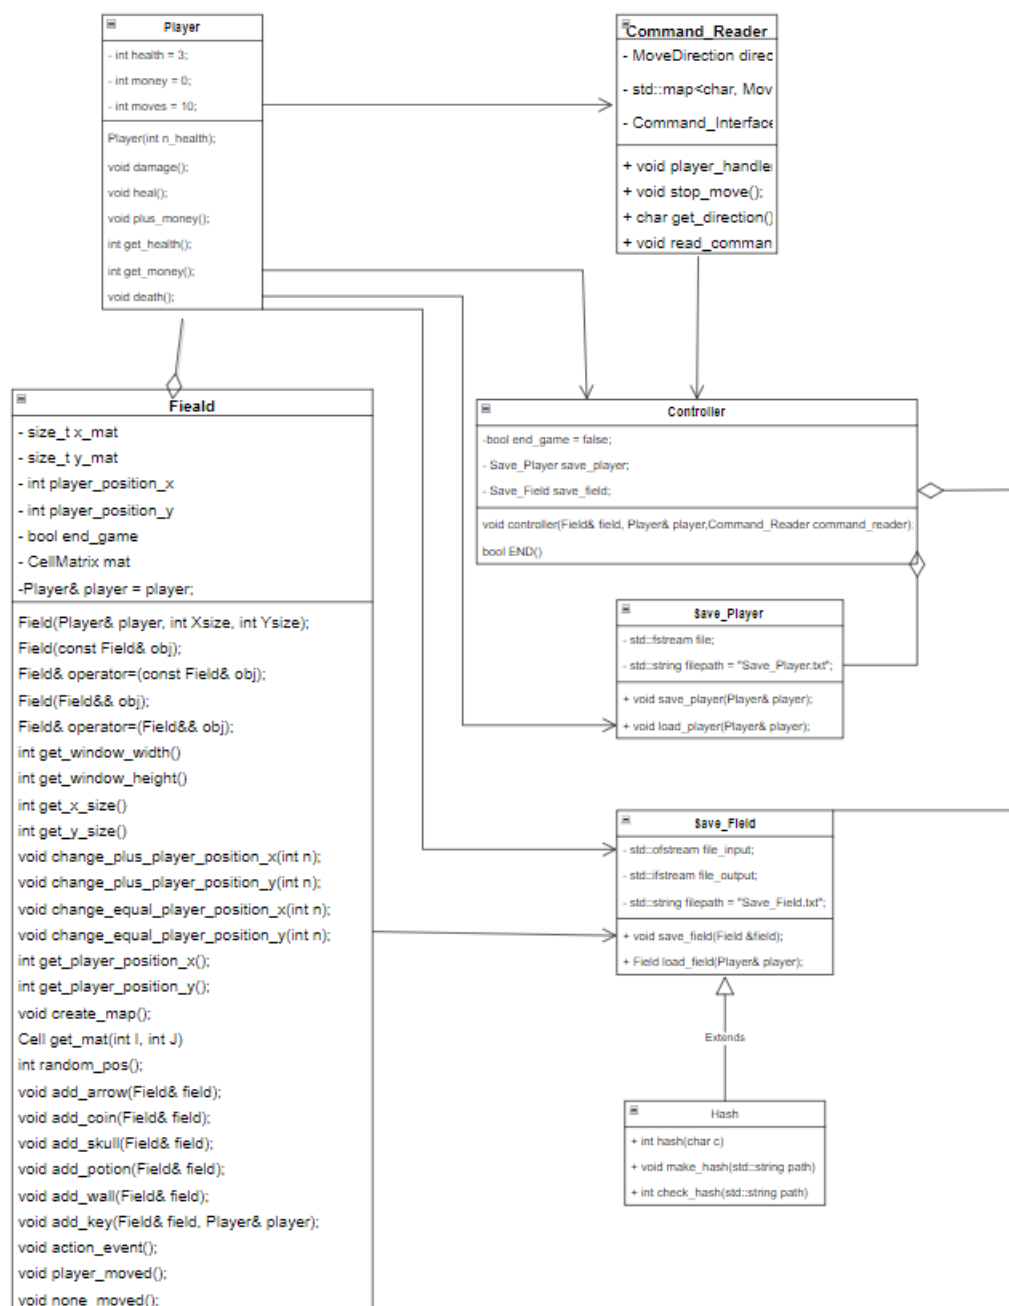 Player
- int health = 3;
- int money = 0;
- int moves = 10;
Player(int n_health);
void damage();
void heal();
void plus_money();
int get_health();
int get_money();
void death();
Command_Reader
- MoveDirection direc
- std::map<char, Mov
- Command_Interface
+ void player_handle
+ void stop_move();
+ char get_direction()
+ void read_comman
Fieald
- size_t x_mat
- size_t y_mat
- int player_position_x
- int player_position_y
- bool end_game
- CellMatrix mat
-Player& player = player;
Field(Player& player, int Xsize, int Ysize);
Field(const Field& obj);
Field& operator=(const Field& obj);
Field(Field&& obj);
Field& operator=(Field&& obj);
int get_window_width()
int get_window_height()
int get_x_size()
int get_y_size()
void change_plus_player_position_x(int n);
void change_plus_player_position_y(int n);
void change_equal_player_position_x(int n);
void change_equal_player_position_y(int n);
int get_player_position_x();
int get_player_position_y();
void create_map();
Cell get_mat(int I, int J)
int random_pos();
void add_arrow(Field& field);
void add_coin(Field& field);
void add_skull(Field& field);
void add_potion(Field& field);
void add_wall(Field& field);
void add_key(Field& field, Player& player);
void action_event();
void player_moved();
void none_moved();
Controller
-bool end_game = false;
- Save_Player save_player;
- Save_Field save_field;
void controller(Field& field, Player& player,Command_Reader command_reader);
bool END()
Save_Player
- std::fstream file;
- std::string filepath = "Save_Player.txt";
+ void save_player(Player& player);
+ void load_player(Player& player);
Save_Field
- std::ofstream file_input;
- std::ifstream file_output;
- std::string filepath = "Save_Field.txt";
+ void save_field(Field &field);
+ Field load_field(Player& player);
Extends
Hash
+ int hash(char c)
+ void make_hash(std::string path)
+ int check_hash(std::string path)